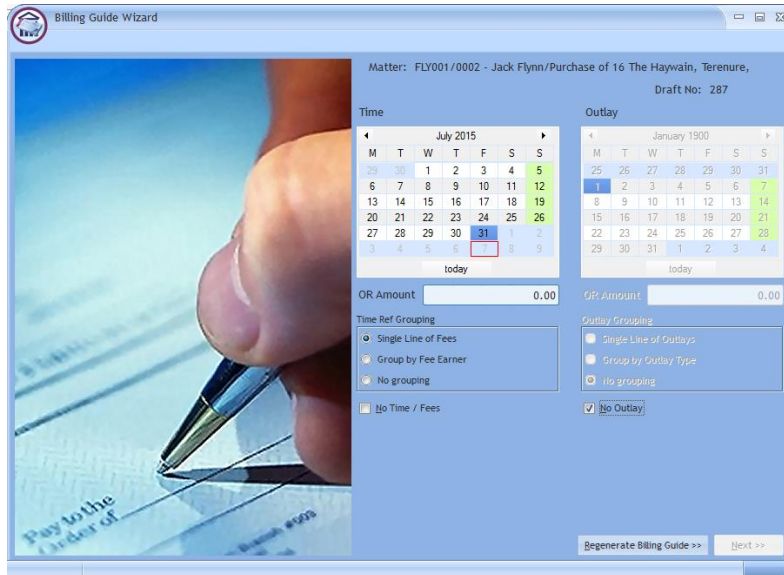 Billing Guide Wizard
Matter: FLY001/0002 - Jack Flynn/Purchase of 16 The Haywain, Terenure,
Draft No: 287
Time
Outlay
July 2015
M T W T F S S
29 30 1 2 3 4 5
6 7 8 9 10 11 12
13 14 15 16 17 18 19
20 21 22 23 24 25 26
27 28 29 30 31 1 2
3 4 5 6 7 8 9
today
January 1900
M T W T F S S
25 26 27 28 29 30 31
1 2 3 4 5 6 7
8 9 10 11 12 13 14
15 16 17 18 19 20 21
22 23 24 25 26 27 28
29 30 31 1 2 3 4
today
OR Amount 0.00
OR Amount 0.00
Time Ref Grouping
Single Line of Fees
Group by Fee Earner
No grouping
No Time / Fees
Outlay Grouping
Single Line of Outlays
Group by Outlay Type
No grouping
No Outlay
Pay to the
Order of
Regenerate Billing Guide >>
Next >>